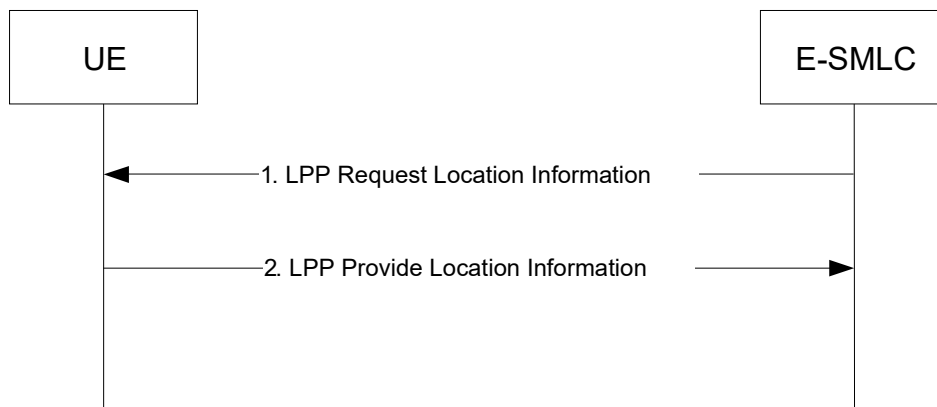 UE
E-SMLC
1. LPP Request Location Information
2. LPP Provide Location Information